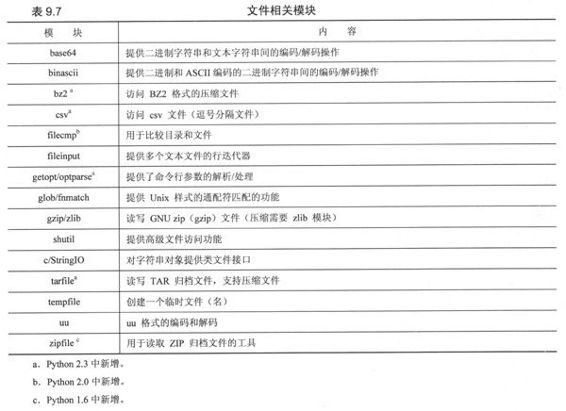 表 9.7 文件相关模块
模 块 内 容
base64 提供二进制字符串和文本字符串间的编码/解码操作
binascii 提供二进制和 ASCII 编码的二进制字符串间的编码/解码操作
bz2 a 访问 BZ2 格式的压缩文件
csva 访问 csv 文件（逗号分隔文件）
filecmpb 用于比较目录和文件
fileinput 提供多个文本文件的行迭代器
getopt/optparsea 提供了命令行参数的解析/处理
glob/fnmatch 提供 Unix 样式的通配符匹配的功能
gzip/zlib 读写 GNU zip（gzip）文件（压缩需要 zlib 模块）
shutil 提供高级文件访问功能
c/StringIO 对字符串对象提供类文件接口
tarfilea 读写 TAR 归档文件，支持压缩文件
tempfile 创建一个临时文件（名）
uu uu 格式的编码和解码
zipfile c 用于读取 ZIP 归档文件的工具
a．Python 2.3 中新增。
b．Python 2.0 中新增。
c．Python 1.6 中新增。